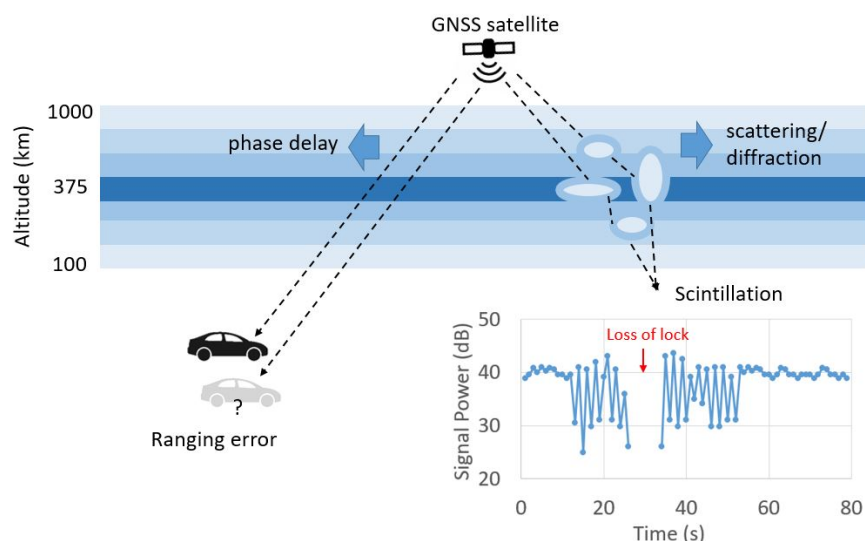 GNSS satellite
1000
375
100
Altitude (km)
phase delay
scattering/
diffraction
?
Ranging error
Scintillation
Loss of lock
50
40
30
20
Signal Power (dB)
0
20
40
60
80
Time (s)